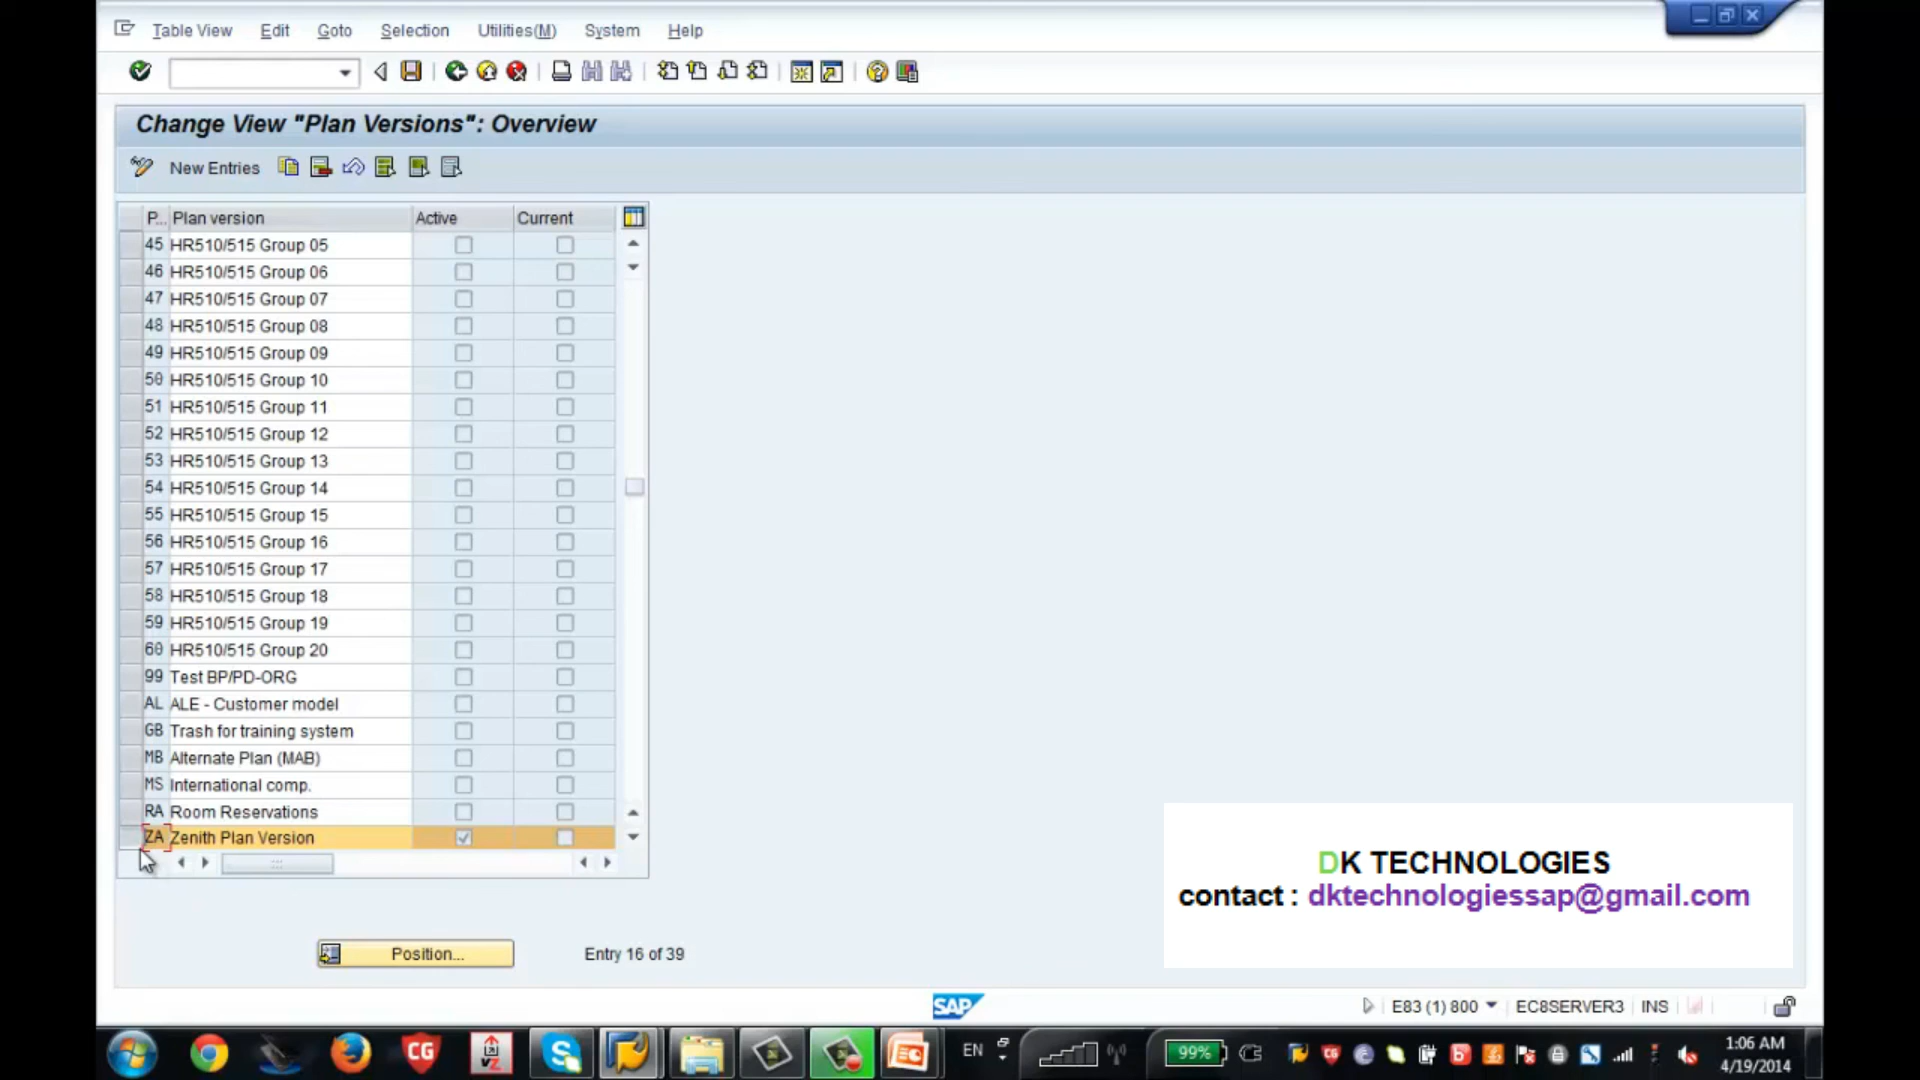 Table View Edit Goto Selection Utilities(M) System Help
Change View "Plan Versions": Overview
New Entries
P... Plan version Active Current
45 HR510/515 Group 05
46 HR510/515 Group 06
47 HR510/515 Group 07
48 HR510/515 Group 08
49 HR510/515 Group 09
50 HR510/515 Group 10
51 HR510/515 Group 11
52 HR510/515 Group 12
53 HR510/515 Group 13
54 HR510/515 Group 14
55 HR510/515 Group 15
56 HR510/515 Group 16
57 HR510/515 Group 17
58 HR510/515 Group 18
59 HR510/515 Group 19
60 HR510/515 Group 20
99 Test BP/PD-ORG
AL ALE - Customer model
GB Trash for training system
MB Alternate Plan (MAB)
MS International comp.
RA Room Reservations
ZA Zenith Plan Version
DK TECHNOLOGIES
contact : dktechnologiessap@gmail.com
Position... Entry 16 of 39
SAP E83 (1) 800 EC8SERVER3 INS
CG VZ EN 99% CG 1:06 AM
4/19/2014